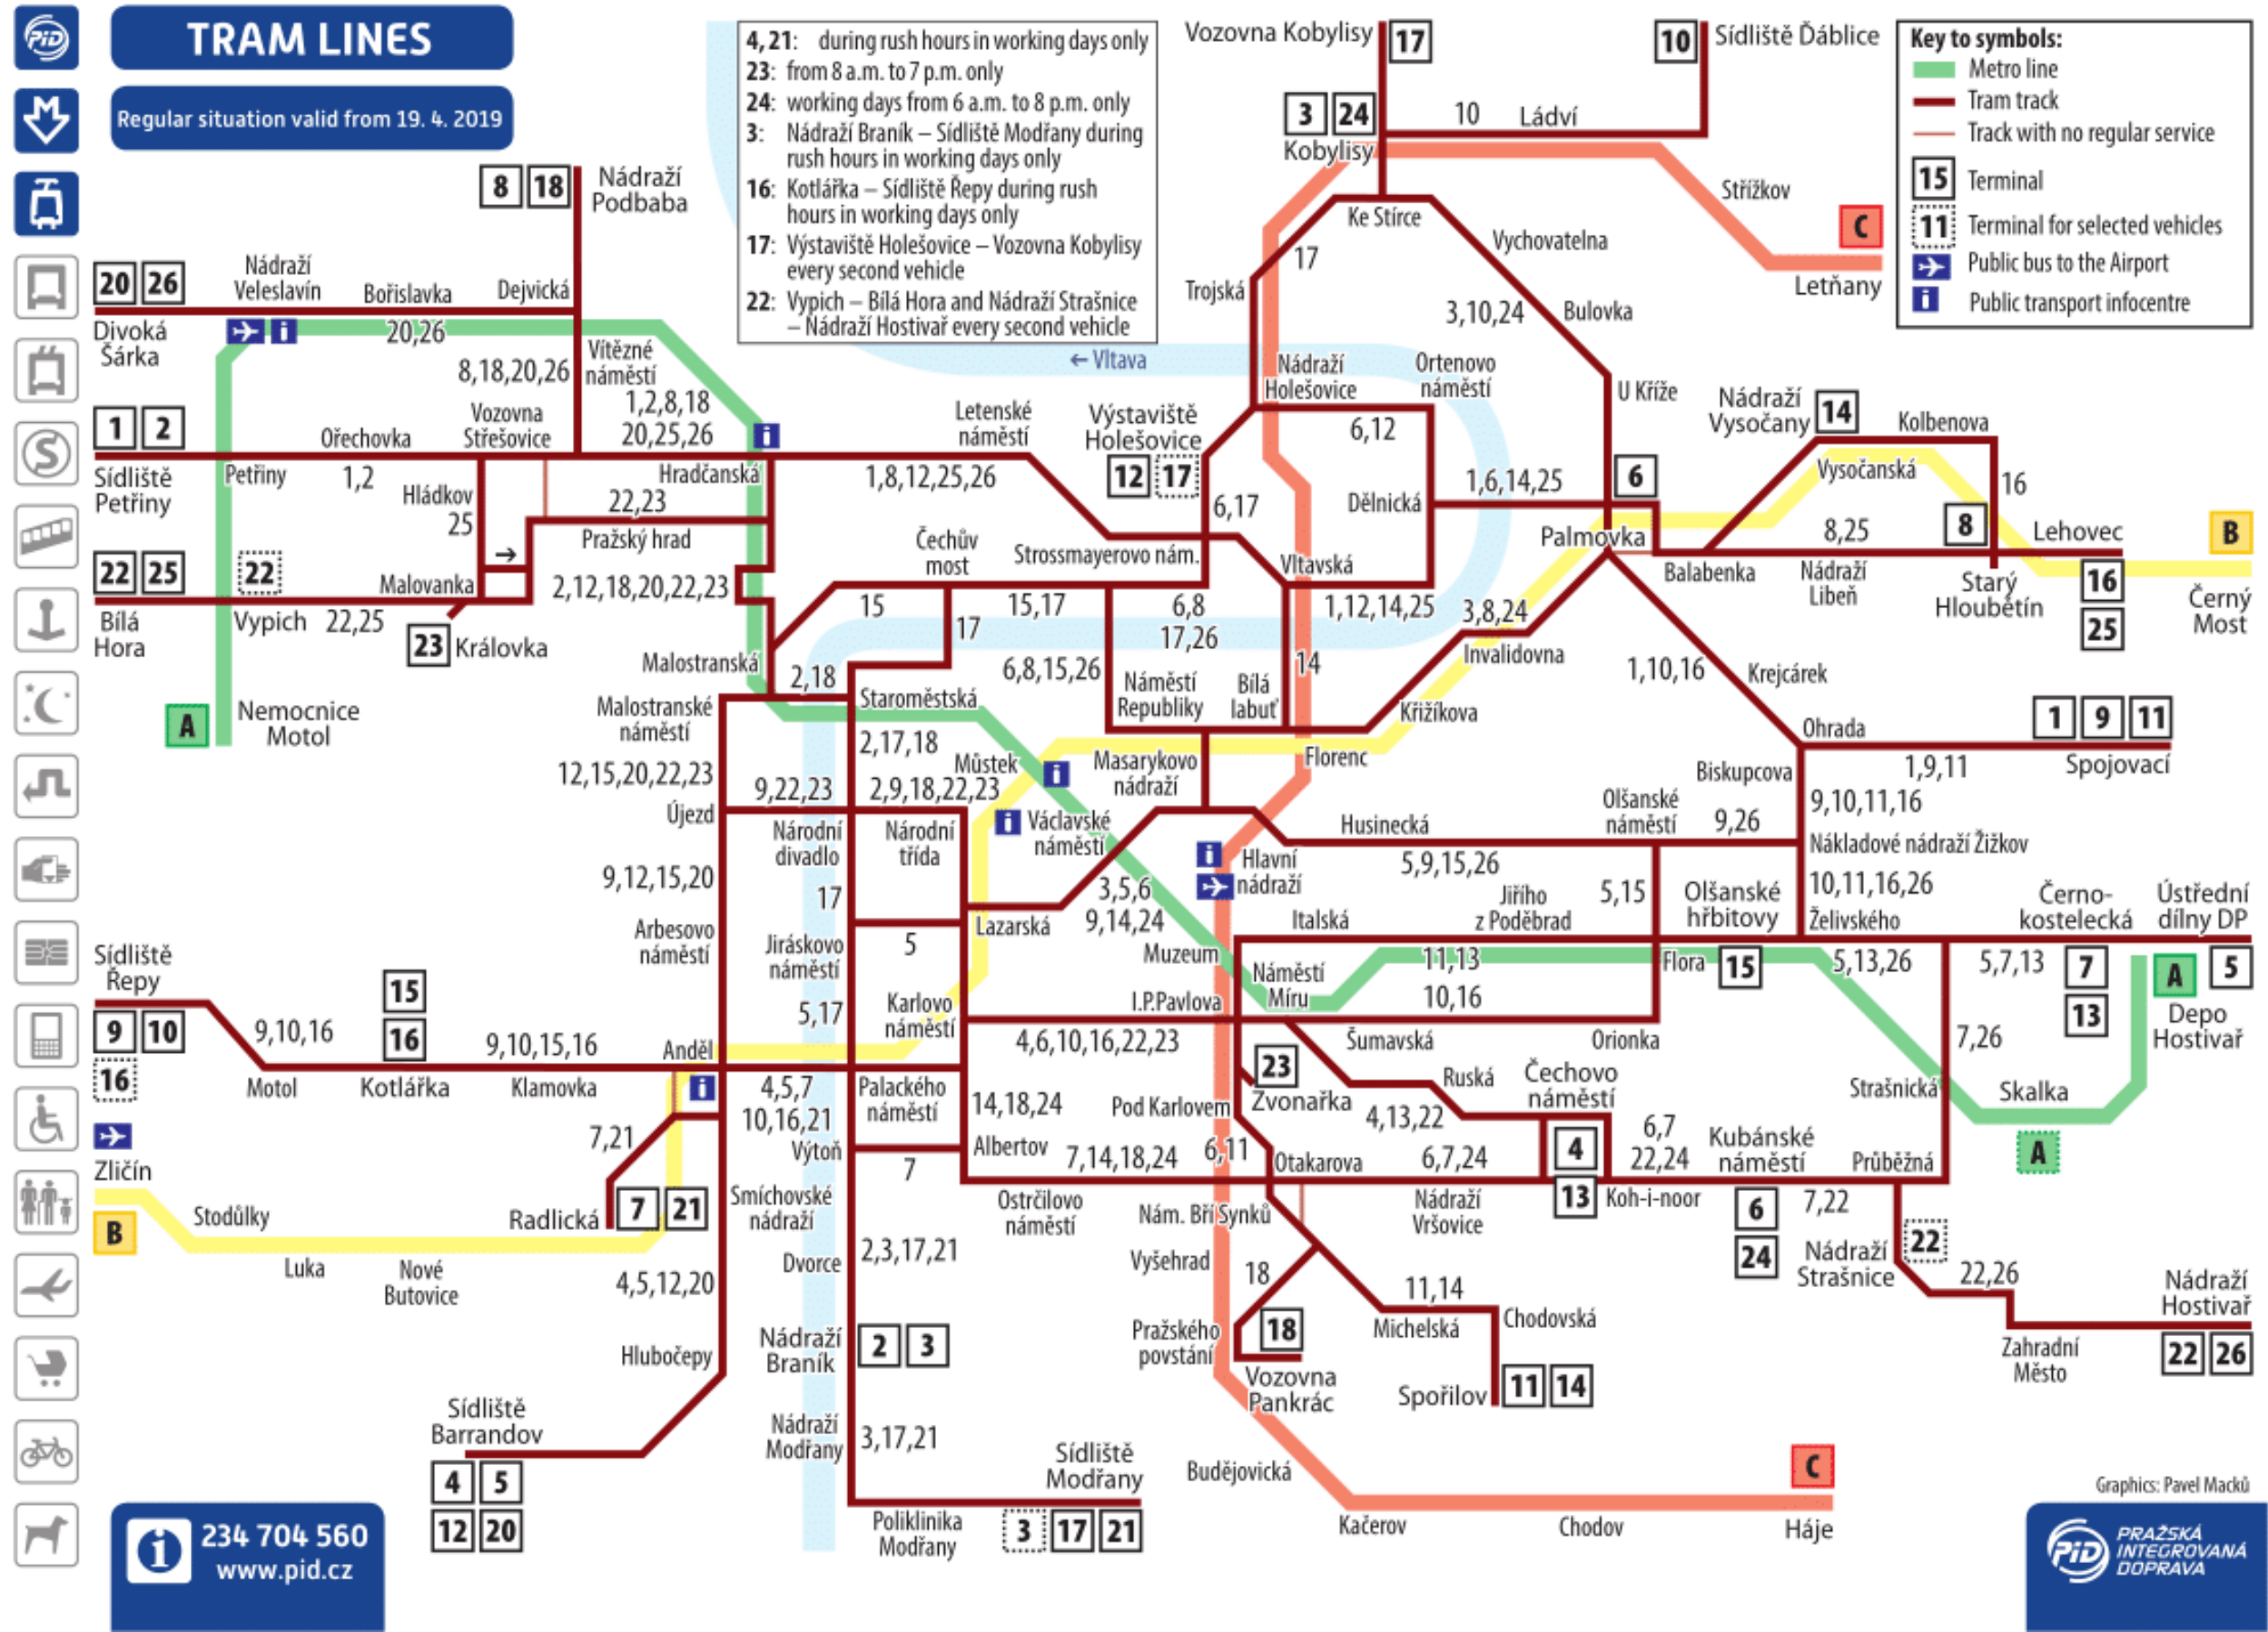 PID
TRAM LINES
Regular situation valid from 19. 4. 2019
4, 21: during rush hours in working days only
23: from 8 a.m. to 7 p.m. only
24: working days from 6 a.m. to 8 p.m. only
3: Nádraží Braník – Sídliště Modřany during
rush hours in working days only
16: Kotlářka – Sídliště Řepy during rush
hours in working days only
17: Výstaviště Holešovice – Vozovna Kobylisy
every second vehicle
22: Vypich – Bílá Hora and Nádraží Strašnice
– Nádraží Hostivař every second vehicle
Key to symbols:
Metro line
Tram track
Track with no regular service
15 Terminal
11 Terminal for selected vehicles
Public bus to the Airport
i Public transport infocentre
M
S
Vozovna Kobylisy 17
10 Sídliště Ďáblice
3 24
Kobylisy
10 Ládví
Střížkov
C
Letňany
Ke Stírce
17
Vychovatelna
Trojská
3,10,24
Bulovka
8 18
Nádraží
Podbaba
20 26
Nádraží
Veleslavín
Bořislavka
Dejvická
Divoká
Šárka
i
20,26
8,18,20,26
Vítězné
náměstí
1,2,8,18
20,25,26
i
← Vltava
Nádraží
Holešovice
Ortenovo
náměstí
U Kříže
Nádraží
Vysočany
14
Kolbenova
1 2
Ořechovka
Vozovna
Střešovice
Letenské
náměstí
Výstaviště
Holešovice
12 17
6,12
Sídliště
Petřiny
Petřiny
1,2
Hládkov
25
Hradčanská
22,23
1,8,12,25,26
6,17
Dělnická
1,6,14,25
6
Vysočanská
16
8
Lehovec
B
22 25
22
→
Pražský hrad
Čechův
most
Strossmayerovo nám.
Vltavská
Palmovka
8,25
Malovanka
2,12,18,20,22,23
Balabenka
Nádraží
Libeň
Starý
Hloubětín
16
25
Černý
Most
Bílá
Hora
Vypich
22,25
23 Královka
15
17
15,17
6,8
17,26
1,12,14,25
3,8,24
Invalidovna
Malostranská
2,18
6,8,15,26
14
1,10,16
Krejcárek
A
Nemocnice
Motol
Malostranské
náměstí
Staroměstská
Náměstí
Republiky
Bílá
labuť
Křižíkova
Ohrada
1 9 11
2,17,18
Můstek
i
Masarykovo
nádraží
Florenc
Biskupcova
1,9,11
Spojovací
12,15,20,22,23
Újezd
9,22,23
2,9,18,22,23
Národní
divadlo
Národní
třída
i
Václavské
náměstí
Husinecká
Olšanské
náměstí
9,26
9,10,11,16
Nákladové nádraží Žižkov
i
Hlavní
nádraží
5,9,15,26
9,12,15,20
17
3,5,6
9,14,24
Jiřího
z Poděbrad
5,15
Olšanské
hřbitovy
10,11,16,26
Želivského
Černo-
kostelecká
Ústřední
dílny DP
Arbesovo
náměstí
Jiráskovo
náměstí
5
Lazarská
Italská
Muzeum
Náměstí
Míru
11,13
Flora
15
5,13,26
5,7,13
7
13
A
5
Depo
Hostivař
Sídliště
Řepy
9 10
16
9,10,16
15
16
9,10,15,16
Anděl
5,17
Karlovo
náměstí
I.P.Pavlova
10,16
4,6,10,16,22,23
Šumavská
Orionka
7,26
Motol
Kotlářka
Klamovka
i
4,5,7
10,16,21
Palackého
náměstí
14,18,24
Pod Karlovem
23
Zvonařka
Ruská
4,13,22
Čechovo
náměstí
Strašnická
Skalka
A
7,21
Výtoň
7
Albertov
7,14,18,24
6,11
Otakarova
6,7,24
4
13
6,7
22,24
Kubánské
náměstí
Průběžná
Zličín
B
Stodůlky
Luka
Nové
Butovice
Radlická
7 21
Smíchovské
nádraží
Ostrčilovo
náměstí
Nám. Bří Synků
Nádraží
Vršovice
Koh-i-noor
6
24
7,22
Nádraží
Strašnice
22
4,5,12,20
Dvorce
2,3,17,21
Vyšehrad
18
11,14
22,26
Nádraží
Hostivař
22 26
Hlubočepy
Nádraží
Braník
2 3
Pražského
povstání
18
Vozovna
Pankrác
Michelská
Chodovská
Spořilov
11 14
Zahradní
Město
Sídliště
Barrandov
4 5
12 20
Nádraží
Modřany
3,17,21
Sídliště
Modřany
Poliklinika
Modřany
3 17 21
Budějovická
Kačerov
Chodov
C
Háje
Graphics: Pavel Macků
i 234 704 560
www.pid.cz
PID
PRAŽSKÁ
INTEGROVANÁ
DOPRAVA